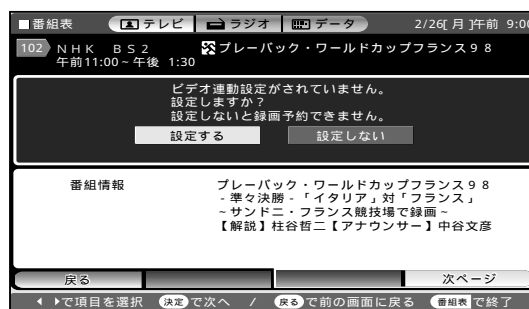 ■番組表 テレビ ラジオ データ 2/26[月]午前 9:00
102 NHK BS2 プレーバック・ワールドカップフランス98
午前11:00~午後 1:30
ビデオ連動設定がされていません。
設定しますか？
設定しないと録画予約できません。
設定する 設定しない
番組情報 プレーバック・ワールドカップフランス98
-準々決勝-「イタリア」対「フランス」
~サンドニ・フランス競技場で録画~
【解説】柱谷哲二【アナウンサー】中谷文彦
戻る 次ページ
で項目を選択 決定 で次へ / 戻る で前の画面に戻る 番組表 で終了